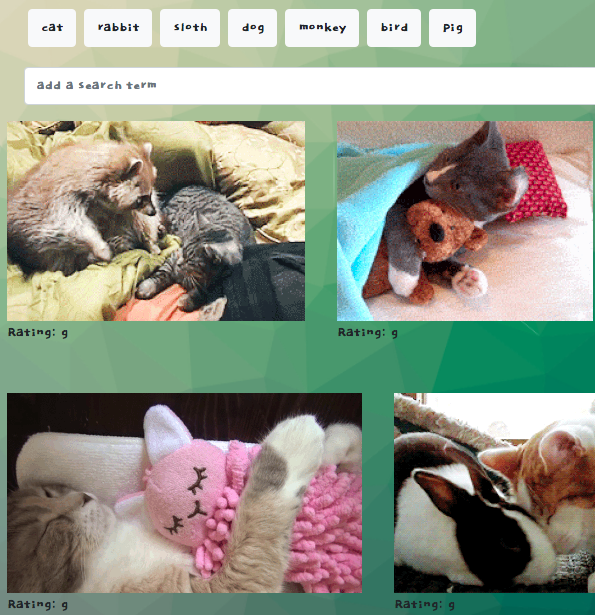 cat rabbit sloth dog monkey bird Pig
add a search term
Rating: g Rating: g
Rating: g Rating: g